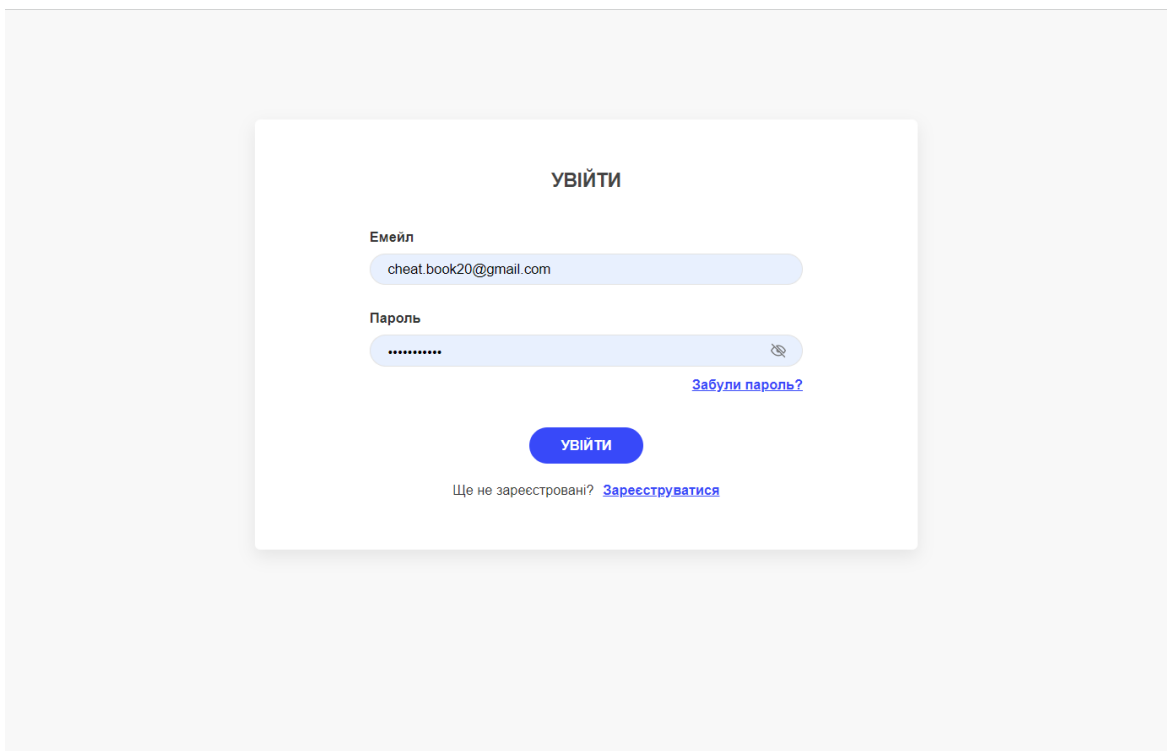 УВІЙТИ
Емейл
cheat.book20@gmail.com
Пароль
•••••••••••
Забули пароль?
УВІЙТИ
Ще не зареєстровані? Зареєструватися